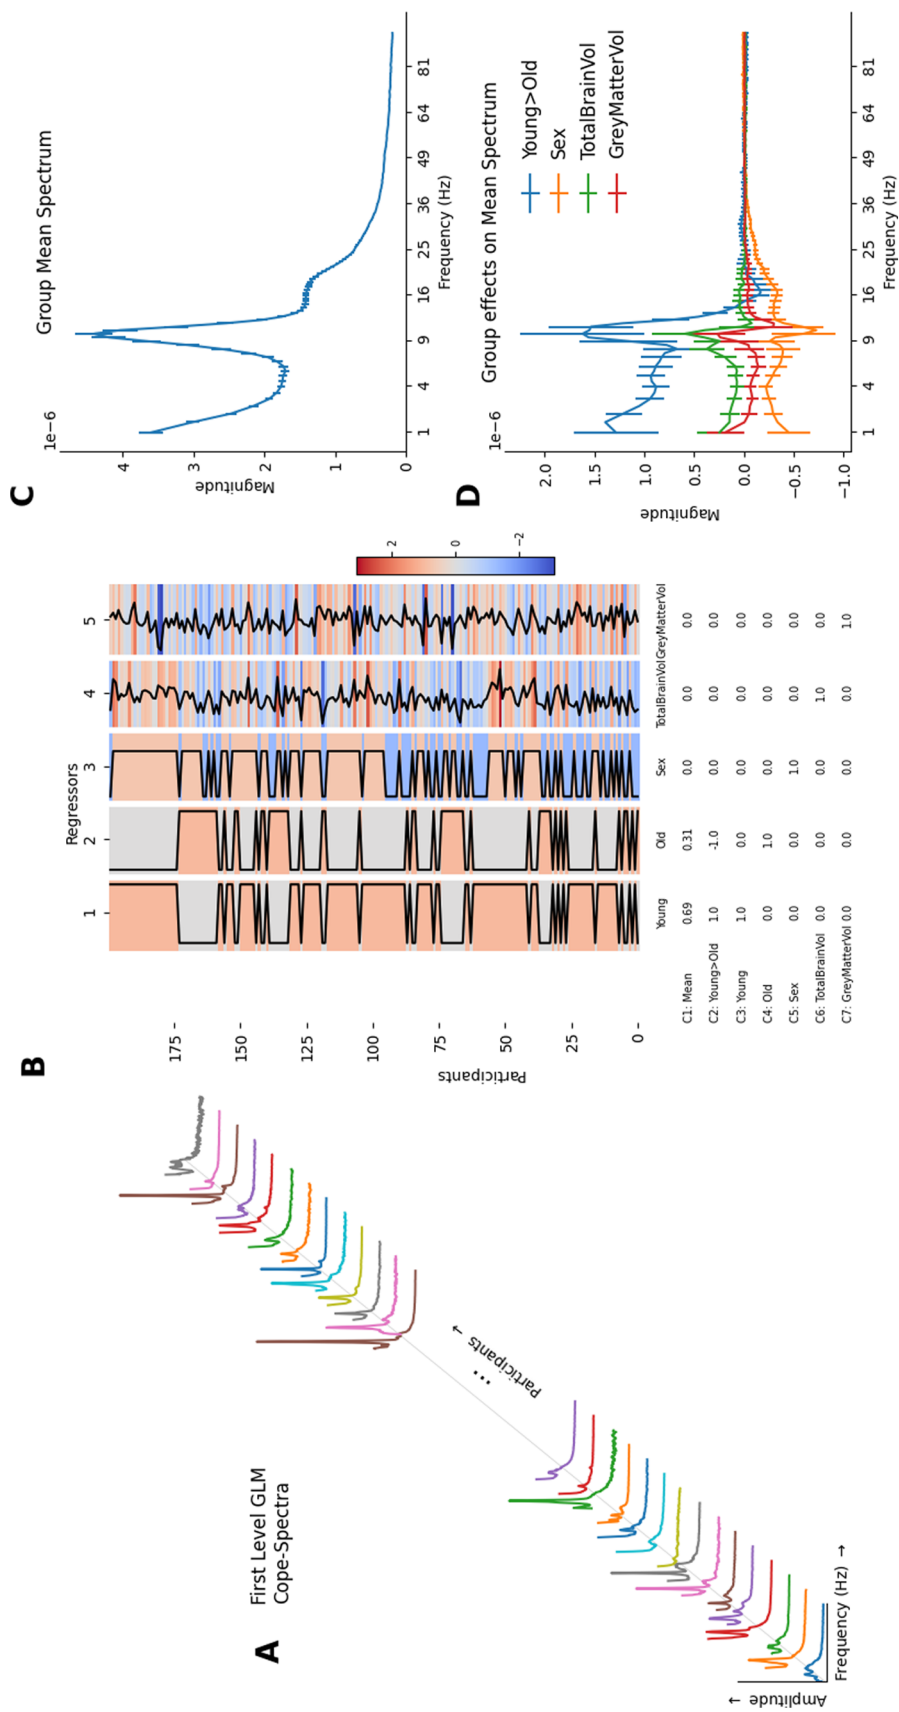 A
First Level GLM
Cope-Spectra
Amplitude →
Frequency (Hz) →
Participants →
...
B
Regressors
1 2 3 4 5
Participants
175
150
125
100
75
50
25
0
2
0
−2
Young Old Sex TotalBrainVol GreyMatterVol
C1: Mean 0.69 0.31 0.0 0.0 0.0
C2: Young>Old 1.0 -1.0 0.0 0.0 0.0
C3: Young 1.0 0.0 0.0 0.0 0.0
C4: Old 0.0 1.0 0.0 0.0 0.0
C5: Sex 0.0 0.0 1.0 0.0 0.0
C6: TotalBrainVol 0.0 0.0 0.0 1.0 0.0
C7: GreyMatterVol 0.0 0.0 0.0 0.0 1.0
C
Group Mean Spectrum
1e−6
Magnitude
4
3
2
1
0
1 4 9 16 25 36 49 64 81
Frequency (Hz)
D
Group effects on Mean Spectrum
1e−6
Young>Old
Sex
TotalBrainVol
GreyMatterVol
Magnitude
2.0
1.5
1.0
0.5
0.0
−0.5
−1.0
1 4 9 16 25 36 49 64 81
Frequency (Hz)